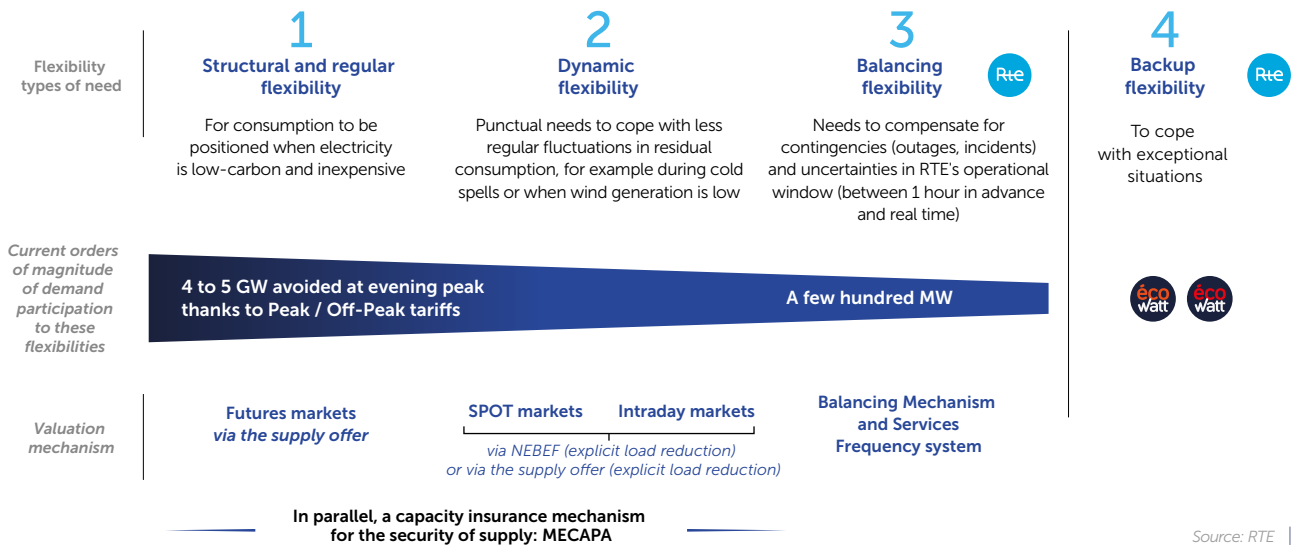 Flexibility
types of need
1
Structural and regular
flexibility
For consumption to be
positioned when electricity
is low-carbon and inexpensive
2
Dynamic
flexibility
Punctual needs to cope with less
regular fluctuations in residual
consumption, for example during cold
spells or when wind generation is low
3
Balancing
flexibility
Rte
Needs to compensate for
contingencies (outages, incidents)
and uncertainties in RTE's operational
window (between 1 hour in advance
and real time)
4
Backup
flexibility
Rte
To cope
with exceptional
situations
Current orders
of magnitude
of demand
participation
to these
flexibilities
4 to 5 GW avoided at evening peak
thanks to Peak / Off-Peak tariffs
A few hundred MW
éco
watt
éco
watt
Valuation
mechanism
Futures markets
via the supply offer
SPOT markets
Intraday markets
via NEBEF (explicit load reduction)
or via the supply offer (explicit load reduction)
Balancing Mechanism
and Services
Frequency system
In parallel, a capacity insurance mechanism
for the security of supply: MECAPA
Source: RTE